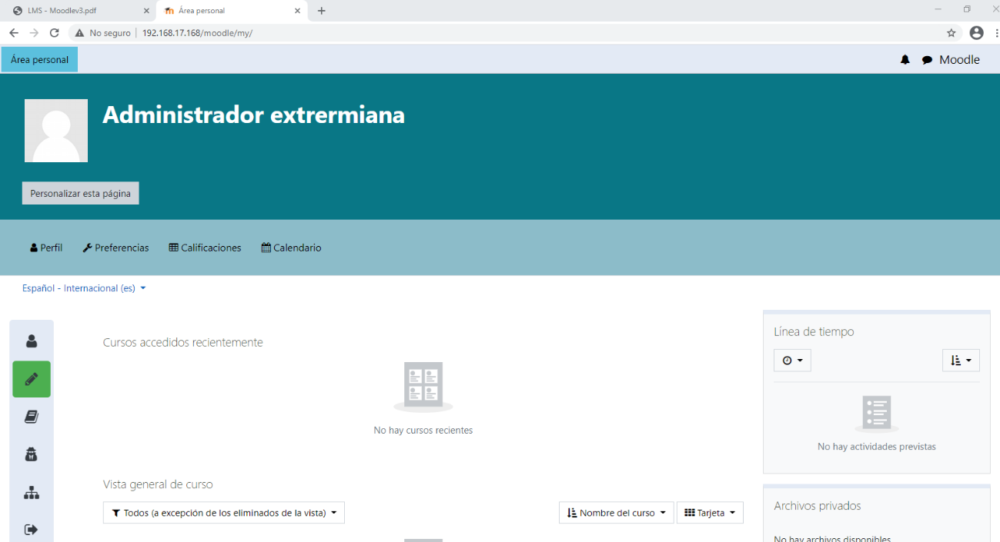 LMS - Moodlev3.pdf
Área personal
No seguro
192.168.17.168/moodle/my/
Área personal
Moodle
Administrador extrermiana
Personalizar esta página
Perfil
Preferencias
Calificaciones
Calendario
Español - Internacional (es)
Cursos accedidos recientemente
No hay cursos recientes
Vista general de curso
Todos (a excepción de los eliminados de la vista)
Nombre del curso
Tarjeta
Línea de tiempo
No hay actividades previstas
Archivos privados
No hay archivos disponibles